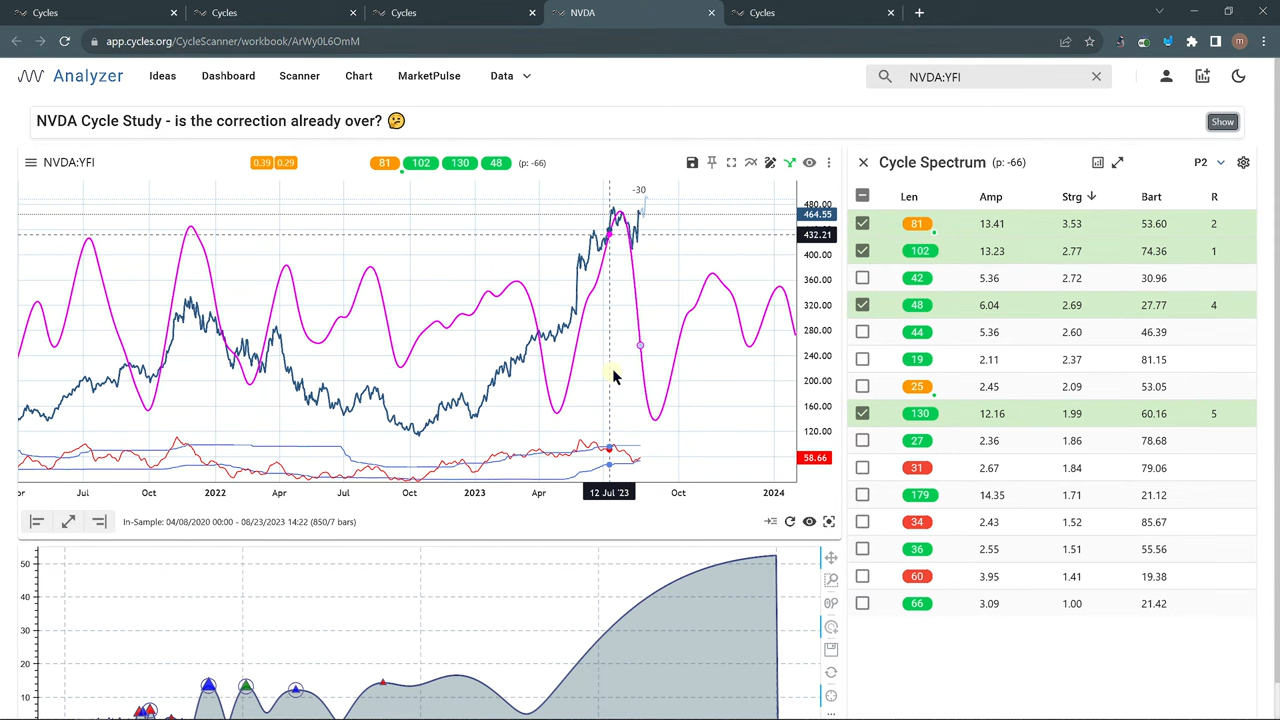 Cycles
Cycles
Cycles
NVDA
Cycles
app.cycles.org/CycleScanner/workbook/ArWy0L6OmM
m
Analyzer Ideas Dashboard Scanner Chart MarketPulse Data NVDA:YFI
NVDA Cycle Study - is the correction already over? 🤔 Show
NVDA:YFI 0.39 0.29 81 102 130 48 (p: -66)
-30
480.00
464.55
432.21
400.00
360.00
320.00
280.00
240.00
200.00
160.00
120.00
58.66
Jul Oct 2022 Apr Jul Oct 2023 Apr 12 Jul '23 Oct 2024
In-Sample: 04/08/2020 00:00 - 08/23/2023 14:22 (850/7 bars)
50
40
30
20
10
Cycle Spectrum (p: -66) P2
Len Amp Strg Bart R
81 13.41 3.53 53.60 2
102 13.23 2.77 74.36 1
42 5.36 2.72 30.96
48 6.04 2.69 27.77 4
44 5.36 2.60 46.39
19 2.11 2.37 81.15
25 2.45 2.09 53.05
130 12.16 1.99 60.16 5
27 2.36 1.86 78.68
31 2.67 1.84 79.06
179 14.35 1.71 21.12
34 2.43 1.52 85.67
36 2.55 1.51 55.56
60 3.95 1.41 19.38
66 3.09 1.00 21.42